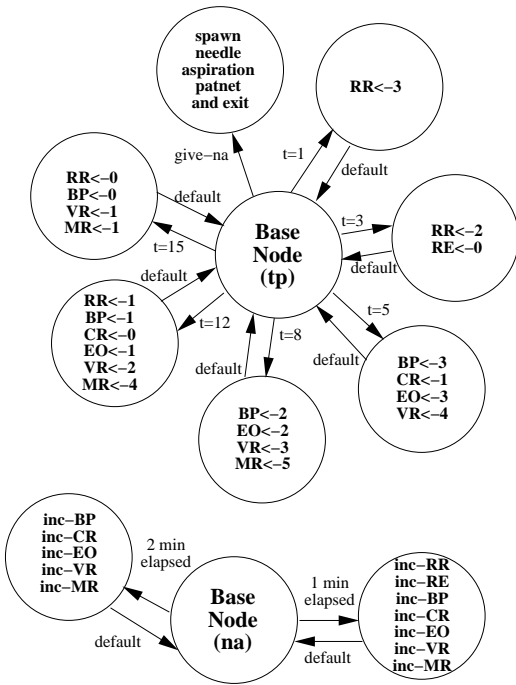 spawn
needle
aspiration
patnet
and exit
RR<-3
give-na
t=1
default
RR<-0
BP<-0
VR<-1
MR<-1
default
t=15
Base
Node
(tp)
t=3
RR<-2
RE<-0
default
default
RR<-1
BP<-1
CR<-0
EO<-1
VR<-2
MR<-4
t=12
t=8
t=5
default
default
BP<-3
CR<-1
EO<-3
VR<-4
BP<-2
EO<-2
VR<-3
MR<-5
inc-BP
inc-CR
inc-EO
inc-VR
inc-MR
2 min
elapsed
default
Base
Node
(na)
1 min
elapsed
default
inc-RR
inc-RE
inc-BP
inc-CR
inc-EO
inc-VR
inc-MR